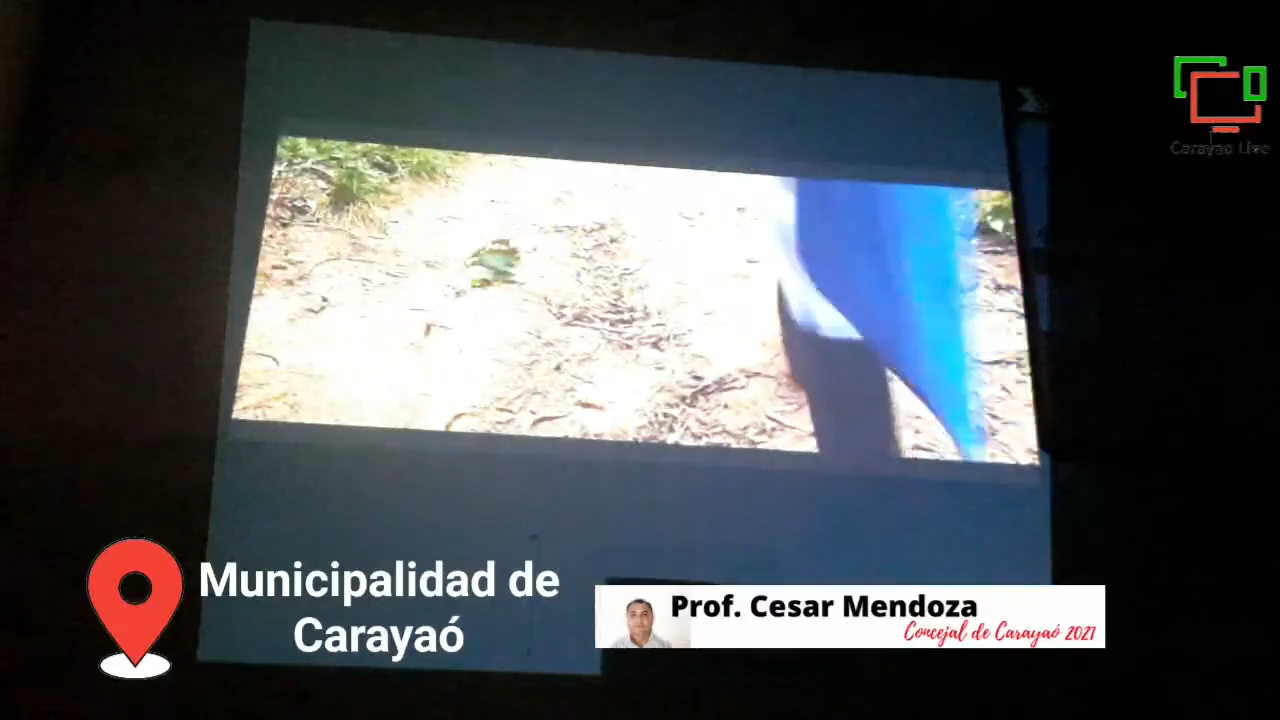 Carayao Live
Municipalidad de
Carayaó
Prof. Cesar Mendoza
Concejal de Carayaó 2021